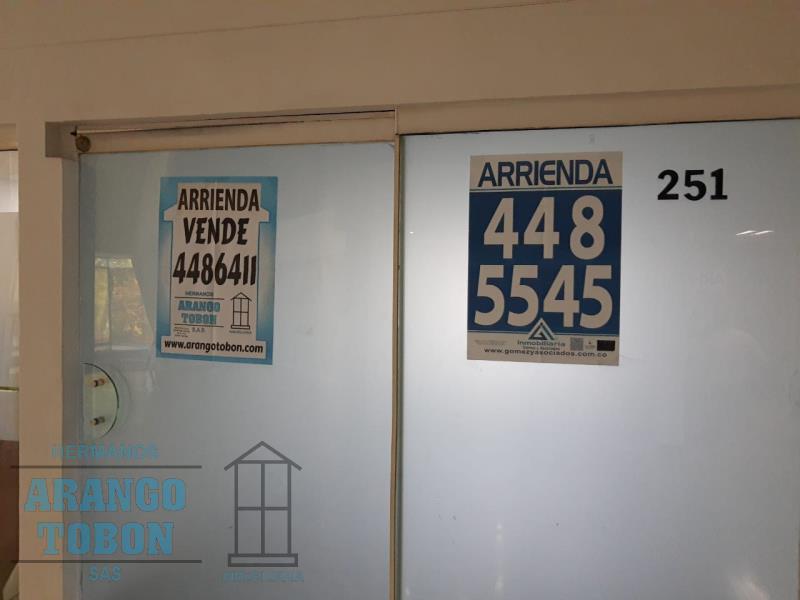 ARRIENDA
VENDE
4486411
HERMANOS
ARANGO
TOBON
S.A.S
www.arangotobon.com
ARRIENDA
448
5545
Inmobiliaria
www.gomezyasociados.com.co
251
HERMANOS
ARANGO
TOBON
SAS